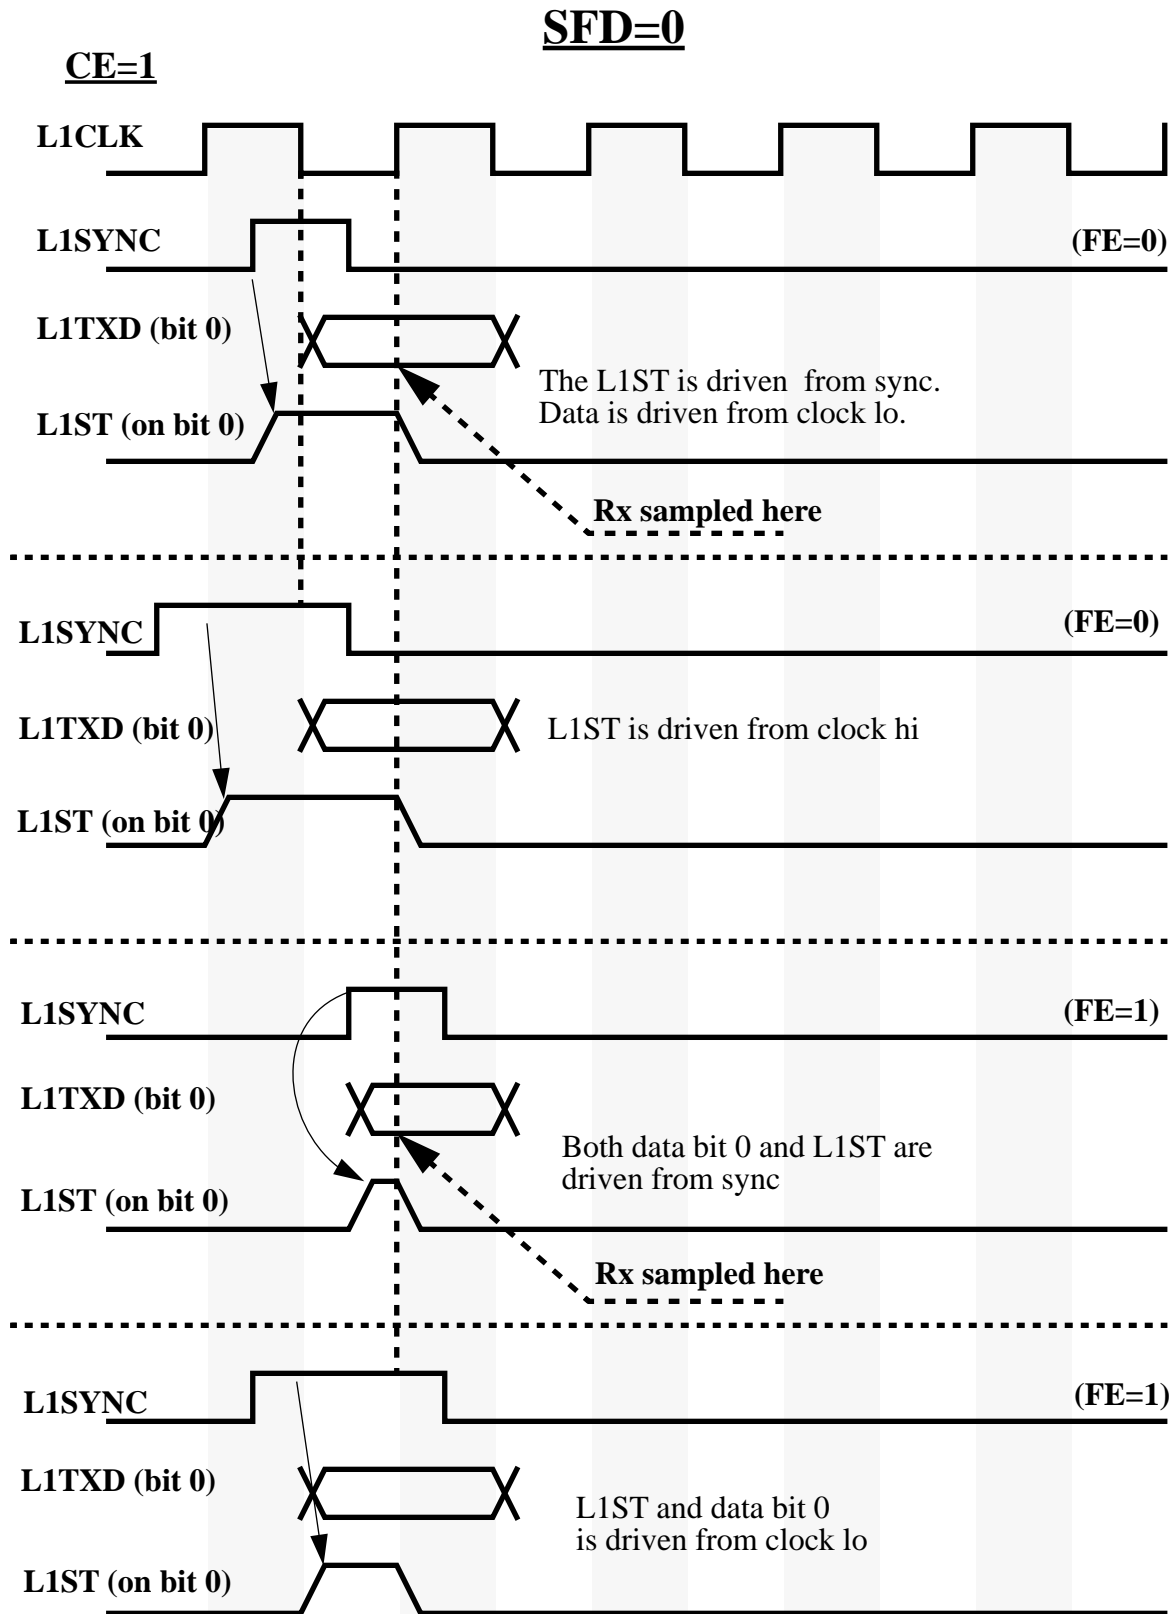 SFD=0
CE=1
L1CLK
L1SYNC
(FE=0)
L1TXD (bit 0)
The L1ST is driven from sync.
Data is driven from clock lo.
L1ST (on bit 0)
Rx sampled here
L1SYNC
(FE=0)
L1TXD (bit 0)
L1ST is driven from clock hi
L1ST (on bit 0)
L1SYNC
(FE=1)
L1TXD (bit 0)
Both data bit 0 and L1ST are
driven from sync
L1ST (on bit 0)
Rx sampled here
L1SYNC
(FE=1)
L1TXD (bit 0)
L1ST and data bit 0
is driven from clock lo
L1ST (on bit 0)